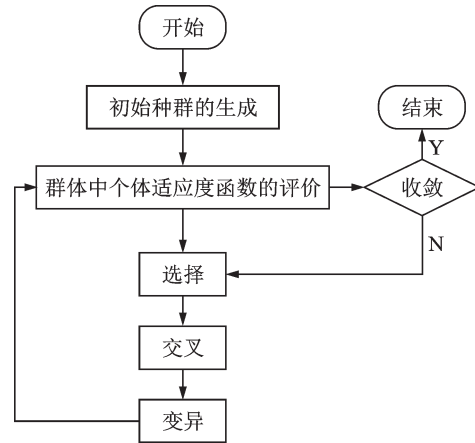 开始
初始种群的生成
结束
Y
群体中个体适应度函数的评价
收敛
N
选择
交叉
变异